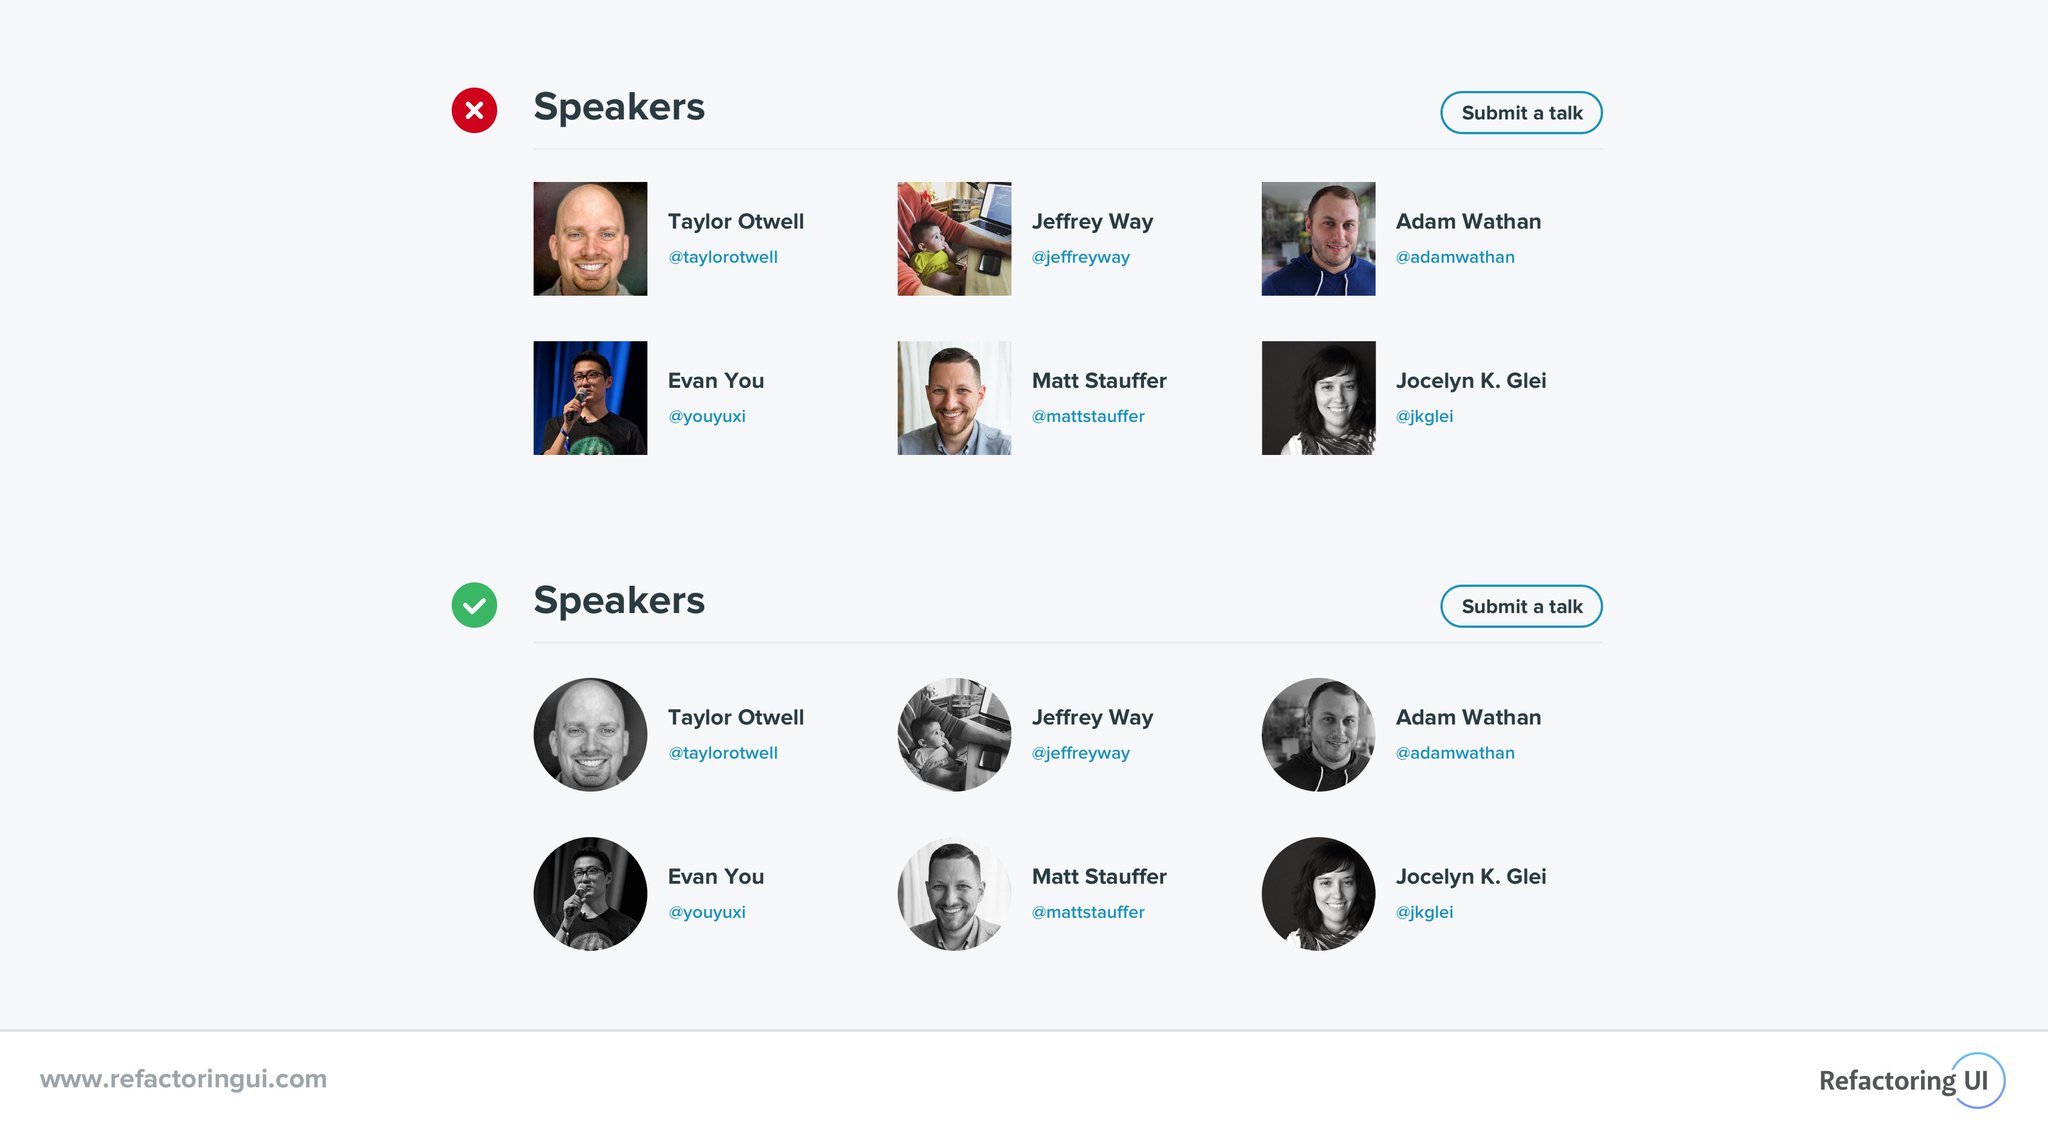 Speakers
Submit a talk
Taylor Otwell
@taylorotwell
Jeffrey Way
@jeffreyway
Adam Wathan
@adamwathan
Evan You
@youyuxi
Matt Stauffer
@mattstauffer
Jocelyn K. Glei
@jkglei
Speakers
Submit a talk
Taylor Otwell
@taylorotwell
Jeffrey Way
@jeffreyway
Adam Wathan
@adamwathan
Evan You
@youyuxi
Matt Stauffer
@mattstauffer
Jocelyn K. Glei
@jkglei
www.refactoringui.com
Refactoring UI